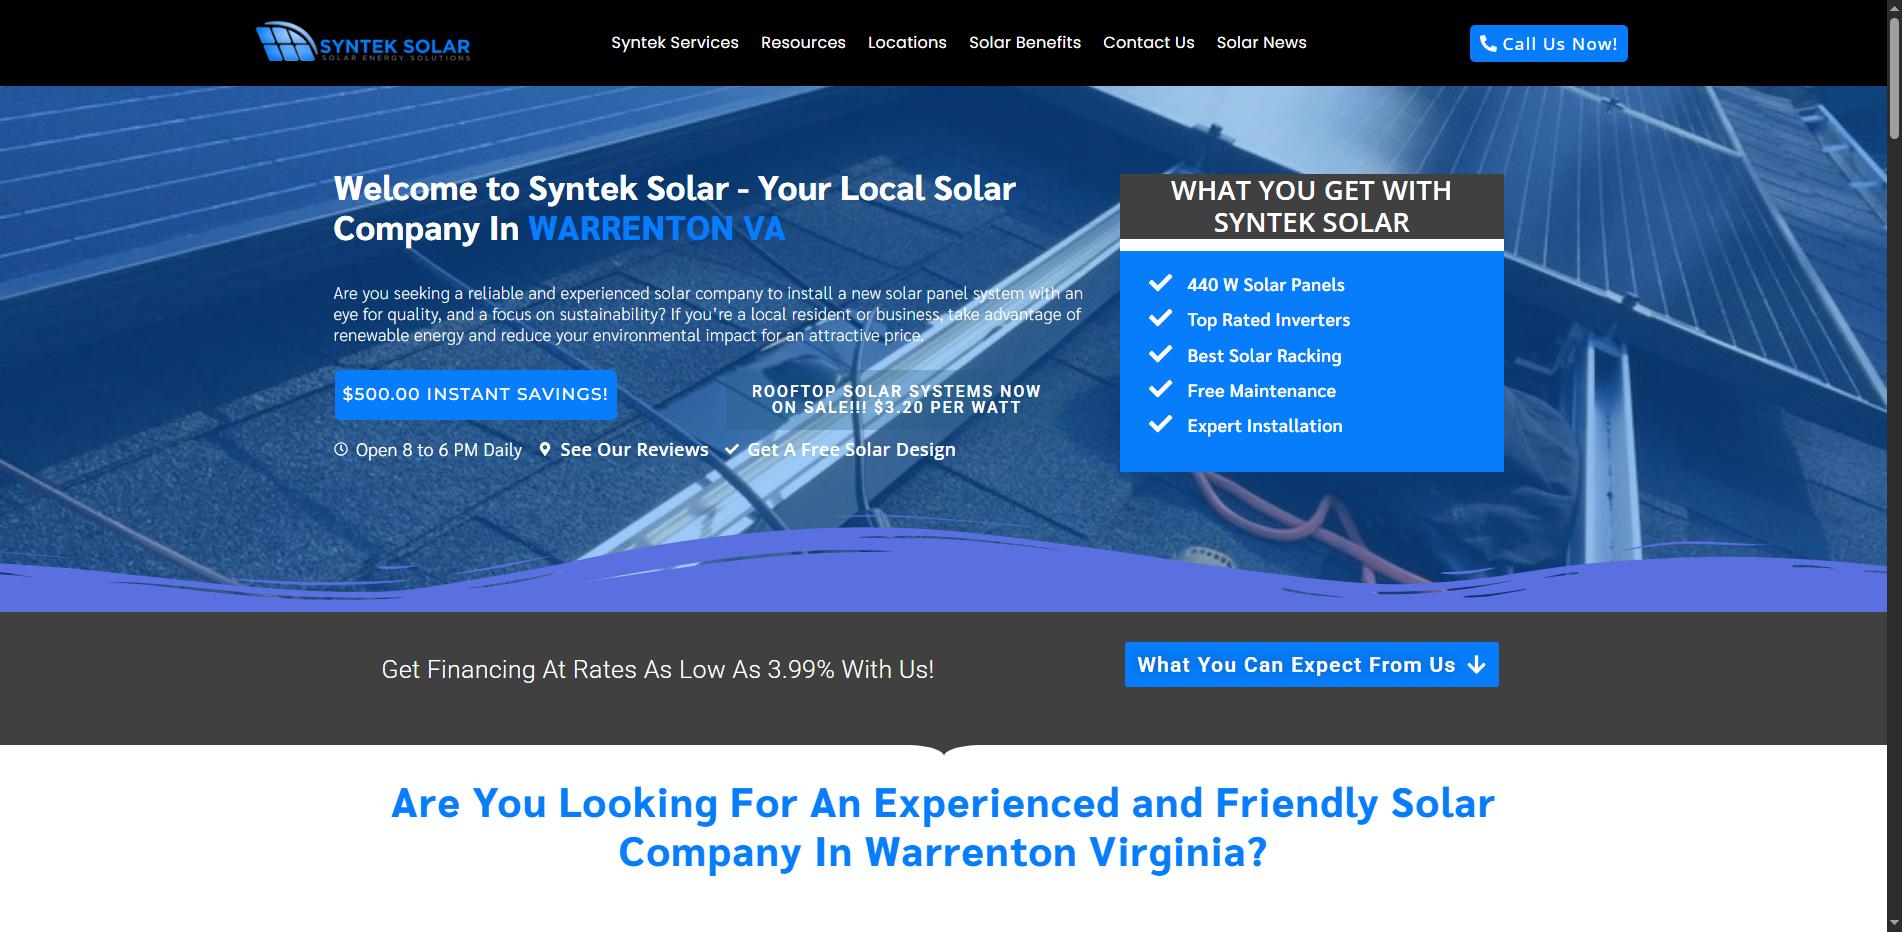 SYNTEK SOLAR
SOLAR ENERGY SOLUTIONS
Syntek Services
Resources
Locations
Solar Benefits
Contact Us
Solar News
Call Us Now!
Welcome to Syntek Solar - Your Local Solar
Company In WARRENTON VA
Are you seeking a reliable and experienced solar company to install a new solar panel system with an
eye for quality, and a focus on sustainability? If you're a local resident or business, take advantage of
renewable energy and reduce your environmental impact for an attractive price.
$500.00 INSTANT SAVINGS!
ROOFTOP SOLAR SYSTEMS NOW
ON SALE!!! $3.20 PER WATT
Open 8 to 6 PM Daily
See Our Reviews
Get A Free Solar Design
WHAT YOU GET WITH
SYNTEK SOLAR
440 W Solar Panels
Top Rated Inverters
Best Solar Racking
Free Maintenance
Expert Installation
Get Financing At Rates As Low As 3.99% With Us!
What You Can Expect From Us
Are You Looking For An Experienced and Friendly Solar
Company In Warrenton Virginia?